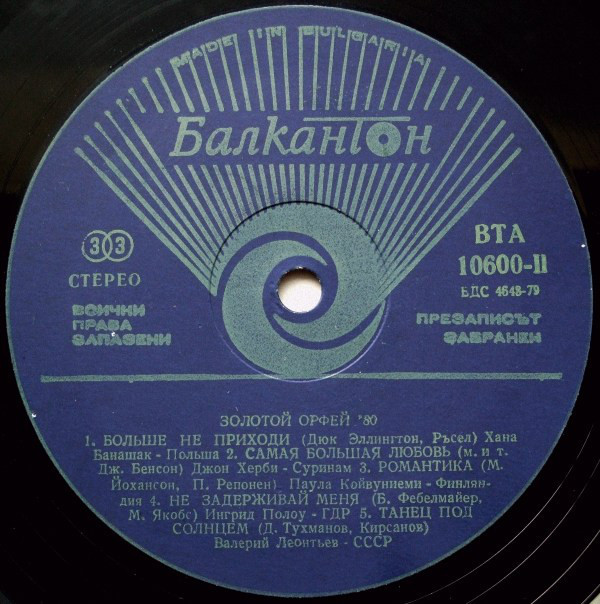 MADE IN BULGARIA
Балкантон
33
СТЕРЕО
ВТА
10600-II
БДС 4648-79
ВСИЧКИ
ПРАВА
ЗАПАЗЕНИ
ПРЕЗАПИСЪТ
ЗАБРАНЕН
ЗОЛОТОЙ ОРФЕЙ '80
1. БОЛЬШЕ НЕ ПРИХОДИ (Дюк Эллингтон, Ръсел) Хана
Банашак - Польша 2. САМАЯ БОЛЬШАЯ ЛЮБОВЬ (м. и т.
Дж. Бенсон) Джон Херби - Суринам 3. РОМАНТИКА (М.
Йохансон, П. Репонен) Паула Койвуниеми - Финлян-
дия 4. НЕ ЗАДЕРЖИВАЙ МЕНЯ (Б. Фебелмайер,
М. Якобс) Ингрид Полоу - ГДР 5. ТАНЕЦ ПОД
СОЛНЦЕМ (Д. Тухманов, Кирсанов)
Валерий Леонтьев - СССР